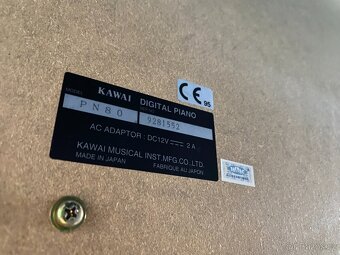 MODEL KAWAI DIGITAL PIANO
PN80 9281552
AC ADAPTOR : DC12V 2A
KAWAI MUSICAL INST.MFG.CO.,LTD.
MADE IN JAPAN FABRIQUE AU JAPON
CE
95